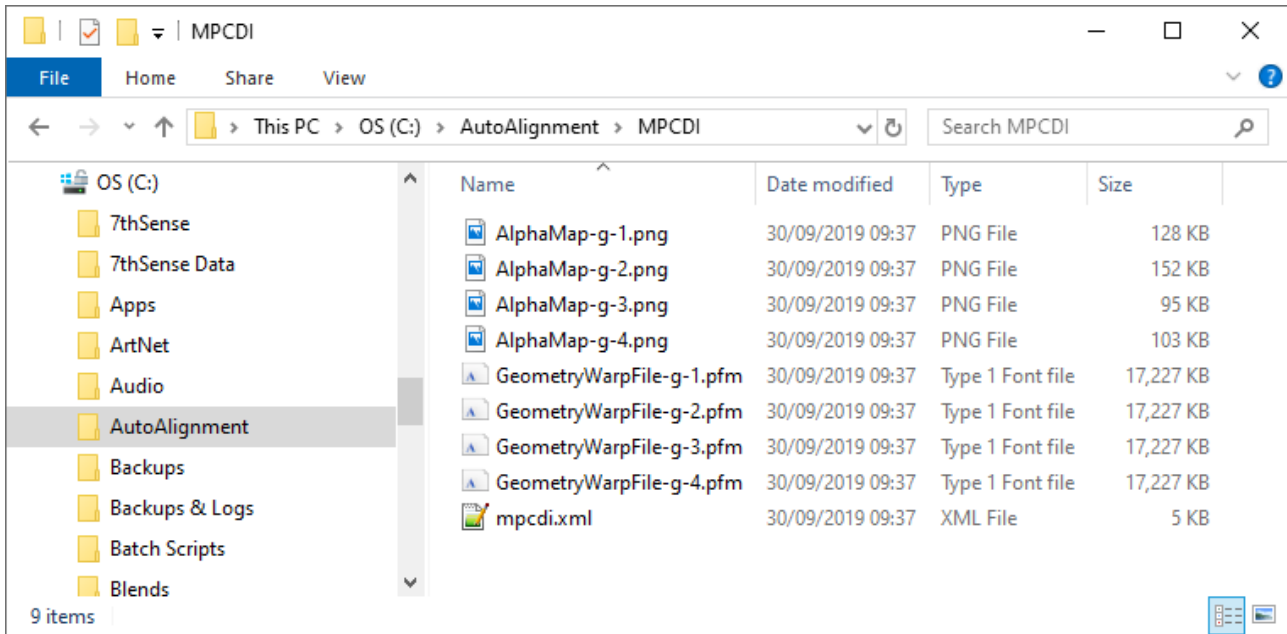 MPCDI
File Home Share View
This PC > OS (C:) > AutoAlignment > MPCDI Search MPCDI
OS (C:)
7thSense
7thSense Data
Apps
ArtNet
Audio
AutoAlignment
Backups
Backups & Logs
Batch Scripts
Blends
Name Date modified Type Size
AlphaMap-g-1.png 30/09/2019 09:37 PNG File 128 KB
AlphaMap-g-2.png 30/09/2019 09:37 PNG File 152 KB
AlphaMap-g-3.png 30/09/2019 09:37 PNG File 95 KB
AlphaMap-g-4.png 30/09/2019 09:37 PNG File 103 KB
GeometryWarpFile-g-1.pfm 30/09/2019 09:37 Type 1 Font file 17,227 KB
GeometryWarpFile-g-2.pfm 30/09/2019 09:37 Type 1 Font file 17,227 KB
GeometryWarpFile-g-3.pfm 30/09/2019 09:37 Type 1 Font file 17,227 KB
GeometryWarpFile-g-4.pfm 30/09/2019 09:37 Type 1 Font file 17,227 KB
mpcdi.xml 30/09/2019 09:37 XML File 5 KB
9 items